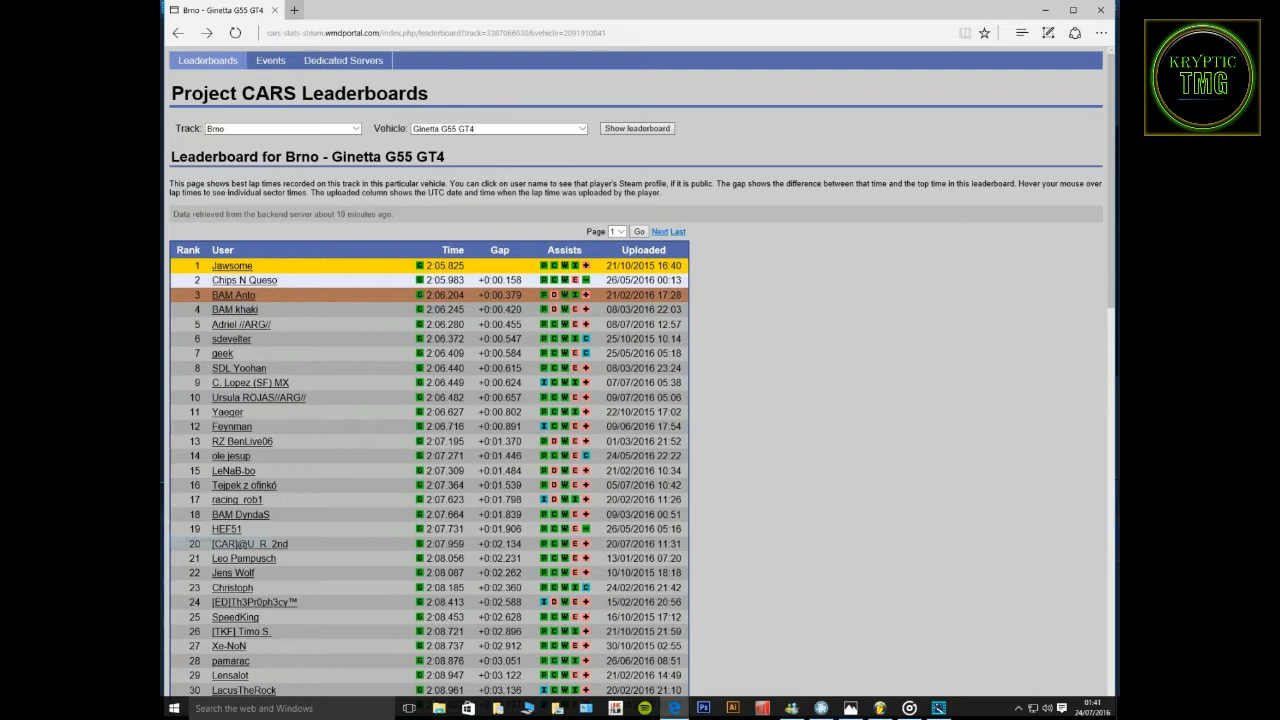 Brno - Ginetta G55 GT4
cars-stats-steam.wmdportal.com/index.php/leaderboard?track=3387066030&vehicle=2091910841
KRYPTIC
TMG
Leaderboards Events Dedicated Servers
Project CARS Leaderboards
Track: Brno Vehicle: Ginetta G55 GT4 Show leaderboard
Leaderboard for Brno - Ginetta G55 GT4
This page shows best lap times recorded on this track in this particular vehicle. You can click on user name to see that player's Steam profile, if it is public. The gap shows the difference between that time and the top time in this leaderboard. Hover your mouse over
lap times to see individual sector times. The uploaded column shows the UTC date and time when the lap time was uploaded by the player.
Data retrieved from the backend server about 10 minutes ago.
Page 1 Go Next Last
Rank User Time Gap Assists Uploaded
1 Jawsome G 2:05.825 P C W I + 21/10/2015 16:40
2 Chips N Queso G 2:05.983 +0:00.158 P C W E − 26/05/2016 00:13
3 BAM Anto G 2:06.204 +0:00.379 P D W I + 21/02/2016 17:28
4 BAM khaki G 2:06.245 +0:00.420 P D W E + 08/03/2016 22:03
5 Adriel //ARG// G 2:06.280 +0:00.455 P C W E + 08/07/2016 12:57
6 sdevelter G 2:06.372 +0:00.547 P C W I C 25/10/2015 10:14
7 geek G 2:06.409 +0:00.584 P C W E C 25/05/2016 05:18
8 SDL Yoohan G 2:06.440 +0:00.615 P C W E + 08/03/2016 23:24
9 C. Lopez (SF) MX G 2:06.449 +0:00.624 I C W I + 07/07/2016 05:38
10 Ursula ROJAS//ARG// G 2:06.482 +0:00.657 P C W E + 09/07/2016 05:06
11 Yaeger G 2:06.627 +0:00.802 P C W I + 22/10/2015 17:02
12 Feynman G 2:06.716 +0:00.891 I C W E + 09/06/2016 17:54
13 RZ BenLive06 G 2:07.195 +0:01.370 P D W E + 01/03/2016 21:52
14 ole jesup G 2:07.271 +0:01.446 P C W E C 24/05/2016 22:22
15 LeNaB-bo G 2:07.309 +0:01.484 P D W E + 21/02/2016 10:34
16 Tejpek z ofinkó G 2:07.364 +0:01.539 P D W E + 05/07/2016 10:42
17 racing_rob1 G 2:07.623 +0:01.798 I D W I + 20/02/2016 11:26
18 BAM DyndaS G 2:07.664 +0:01.839 P D W E + 09/03/2016 00:51
19 HEF51 G 2:07.731 +0:01.906 P C W E − 26/05/2016 05:16
20 [CAR]@U_R_2nd G 2:07.959 +0:02.134 P C W E + 20/07/2016 11:31
21 Leo Pampusch G 2:08.056 +0:02.231 P C W E + 13/01/2016 07:20
22 Jens Wolf G 2:08.087 +0:02.262 P C W E + 10/10/2015 18:18
23 Christoph G 2:08.185 +0:02.360 P C W I C 24/02/2016 21:42
24 [ED]Th3Pr0ph3cy™ G 2:08.413 +0:02.588 I D W E + 15/02/2016 20:56
25 SpeedKing G 2:08.453 +0:02.628 P C W E + 16/10/2015 17:12
26 [TKF] Timo S. G 2:08.721 +0:02.896 P C W I + 21/10/2015 21:59
27 Xe-NoN G 2:08.737 +0:02.912 P C W E + 30/10/2015 02:55
28 pamarac G 2:08.876 +0:03.051 P C W I + 26/06/2016 08:51
29 Lensalot G 2:08.947 +0:03.122 P C W E + 21/02/2016 14:49
30 LacusTheRock G 2:08.961 +0:03.136 I C W E + 20/02/2016 21:10
Search the web and Windows
LOVE
FILM
Ps
Ai
01:41
24/07/2016